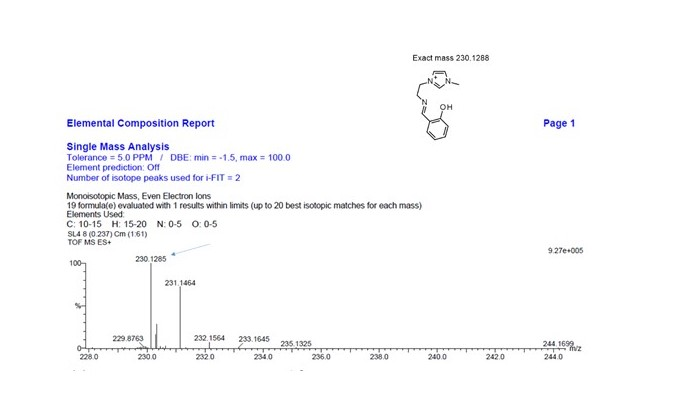 Exact mass 230.1288
N
+
N
N
OH
Elemental Composition Report
Page 1
Single Mass Analysis
Tolerance = 5.0 PPM / DBE: min = -1.5, max = 100.0
Element prediction: Off
Number of isotope peaks used for i-FIT = 2
Monoisotopic Mass, Even Electron Ions
19 formula(e) evaluated with 1 results within limits (up to 20 best isotopic matches for each mass)
Elements Used:
C: 10-15 H: 15-20 N: 0-5 O: 0-5
SL4 8 (0.237) Cm (1:61)
TOF MS ES+
9.27e+005
230.1285
100
231.1464
%
229.8763
232.1564
233.1645
235.1325
244.1699
0
m/z
228.0 230.0 232.0 234.0 236.0 238.0 240.0 242.0 244.0